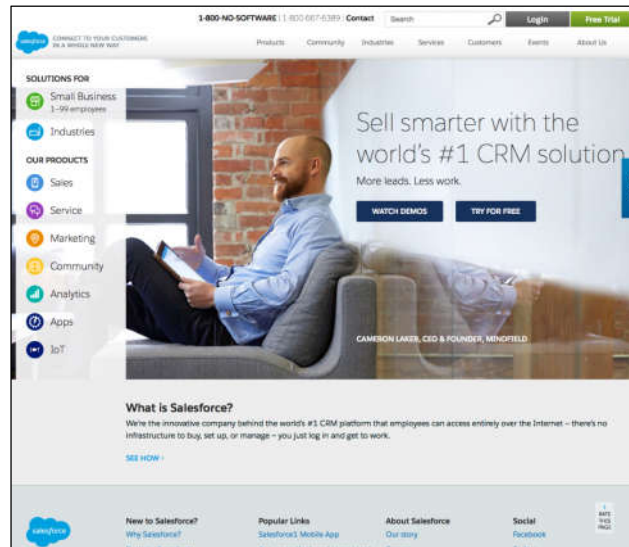 1-800-NO-SOFTWARE | 1-800-667-6389 | Contact Search Login Free Trial
salesforce CONNECT TO YOUR CUSTOMERS
IN A WHOLE NEW WAY
Products Community Industries Services Customers Events About Us
SOLUTIONS FOR
Small Business
1-99 employees
Industries
OUR PRODUCTS
Sales
Service
Marketing
Community
Analytics
Apps
IoT
Sell smarter with the
world's #1 CRM solution
More leads. Less work.
WATCH DEMOS TRY FOR FREE
CAMERON LAKER, CEO & FOUNDER, MINDFIELD
What is Salesforce?
We're the innovative company behind the world's #1 CRM platform that employees can access entirely over the Internet – there's no
infrastructure to buy, set up, or manage – you just log in and get to work.
SEE HOW ›
RATE
THIS
PAGE
salesforce
New to Salesforce? Popular Links About Salesforce Social
Why Salesforce? Salesforce1 Mobile App Our story Facebook